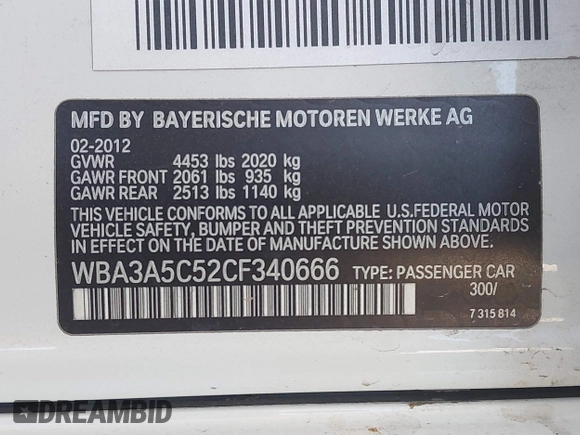 MFD BY BAYERISCHE MOTOREN WERKE AG
02-2012
GVWR 4453 lbs 2020 kg
GAWR FRONT 2061 lbs 935 kg
GAWR REAR 2513 lbs 1140 kg
THIS VEHICLE CONFORMS TO ALL APPLICABLE U.S.FEDERAL MOTOR
VEHICLE SAFETY, BUMPER AND THEFT PREVENTION STANDARDS
IN EFFECT ON THE DATE OF MANUFACTURE SHOWN ABOVE.
WBA3A5C52CF340666 TYPE: PASSENGER CAR
300/
7 315 814
DREAMBID